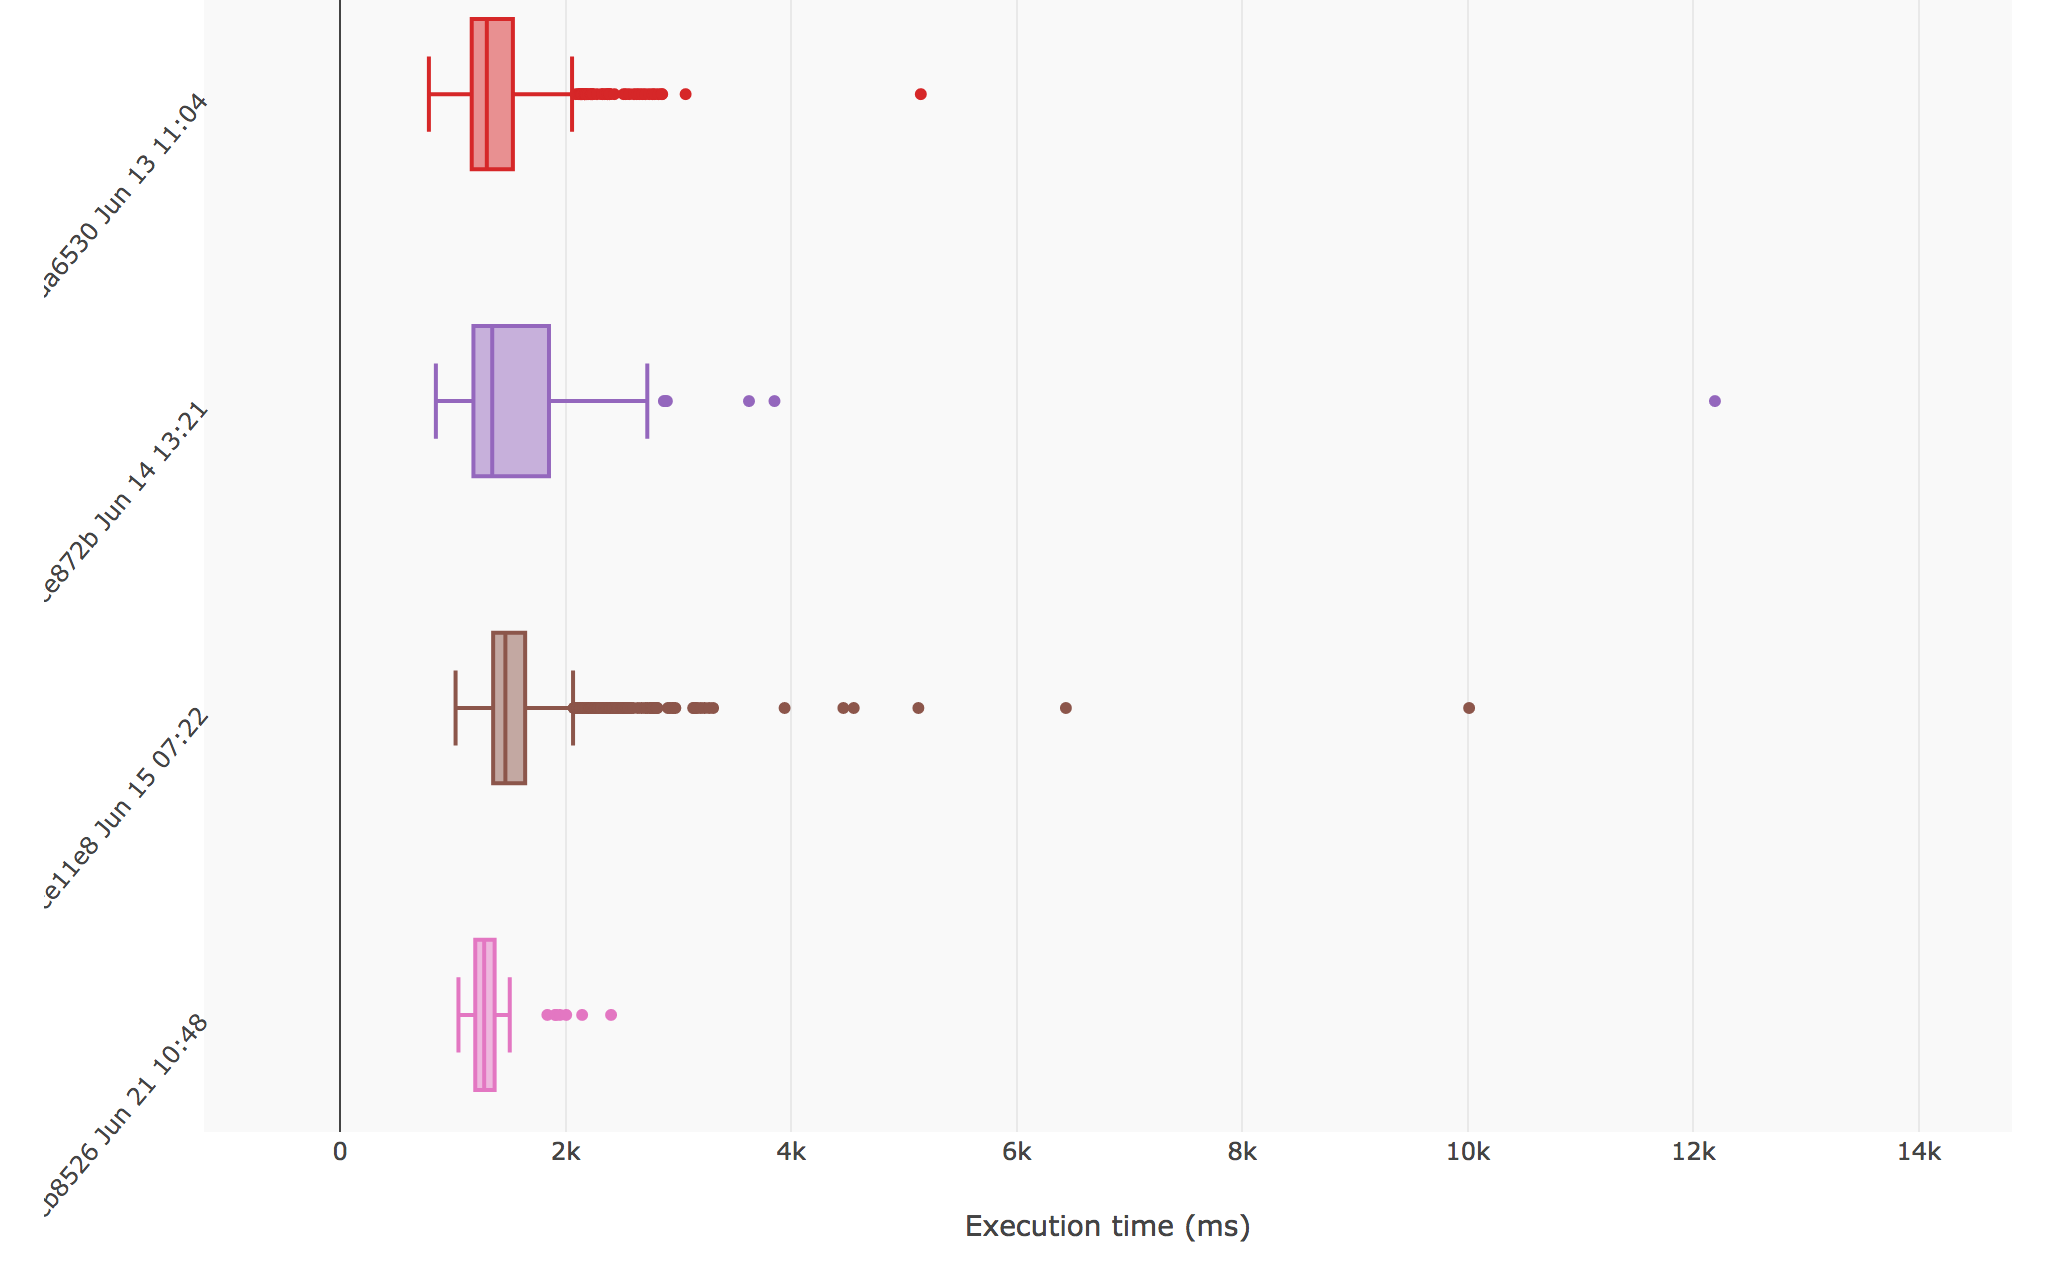 a6530 Jun 13 11:04
e872b Jun 14 13:21
e11e8 Jun 15 07:22
b8526 Jun 21 10:48
0 2k 4k 6k 8k 10k 12k 14k
Execution time (ms)